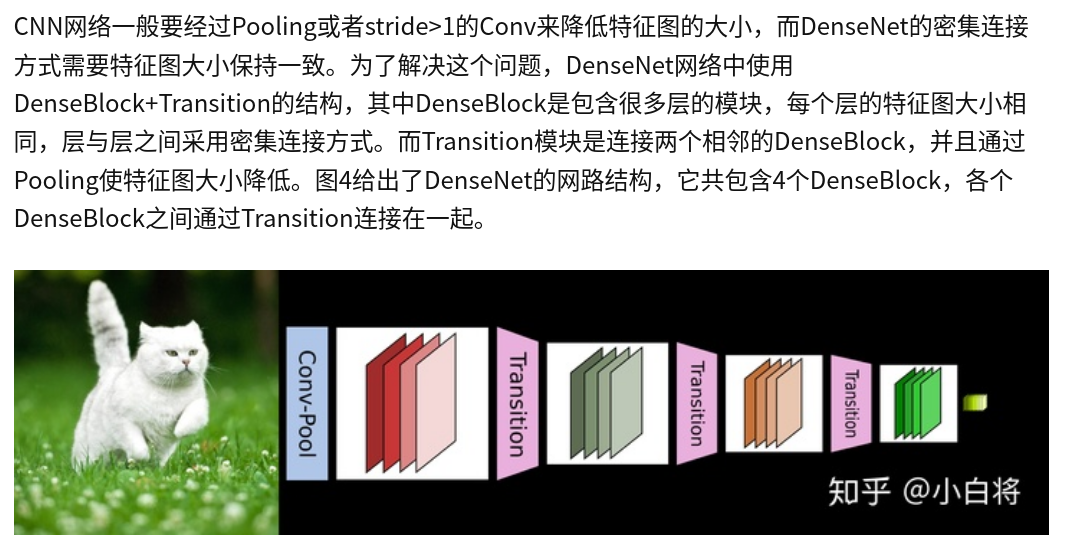 CNN网络一般要经过Pooling或者stride>1的Conv来降低特征图的大小，而DenseNet的密集连接
方式需要特征图大小保持一致。为了解决这个问题，DenseNet网络中使用
DenseBlock+Transition的结构，其中DenseBlock是包含很多层的模块，每个层的特征图大小相
同，层与层之间采用密集连接方式。而Transition模块是连接两个相邻的DenseBlock，并且通过
Pooling使特征图大小降低。图4给出了DenseNet的网路结构，它共包含4个DenseBlock，各个
DenseBlock之间通过Transition连接在一起。
Conv-Pool
Transition
Transition
Transition
知乎 @小白将